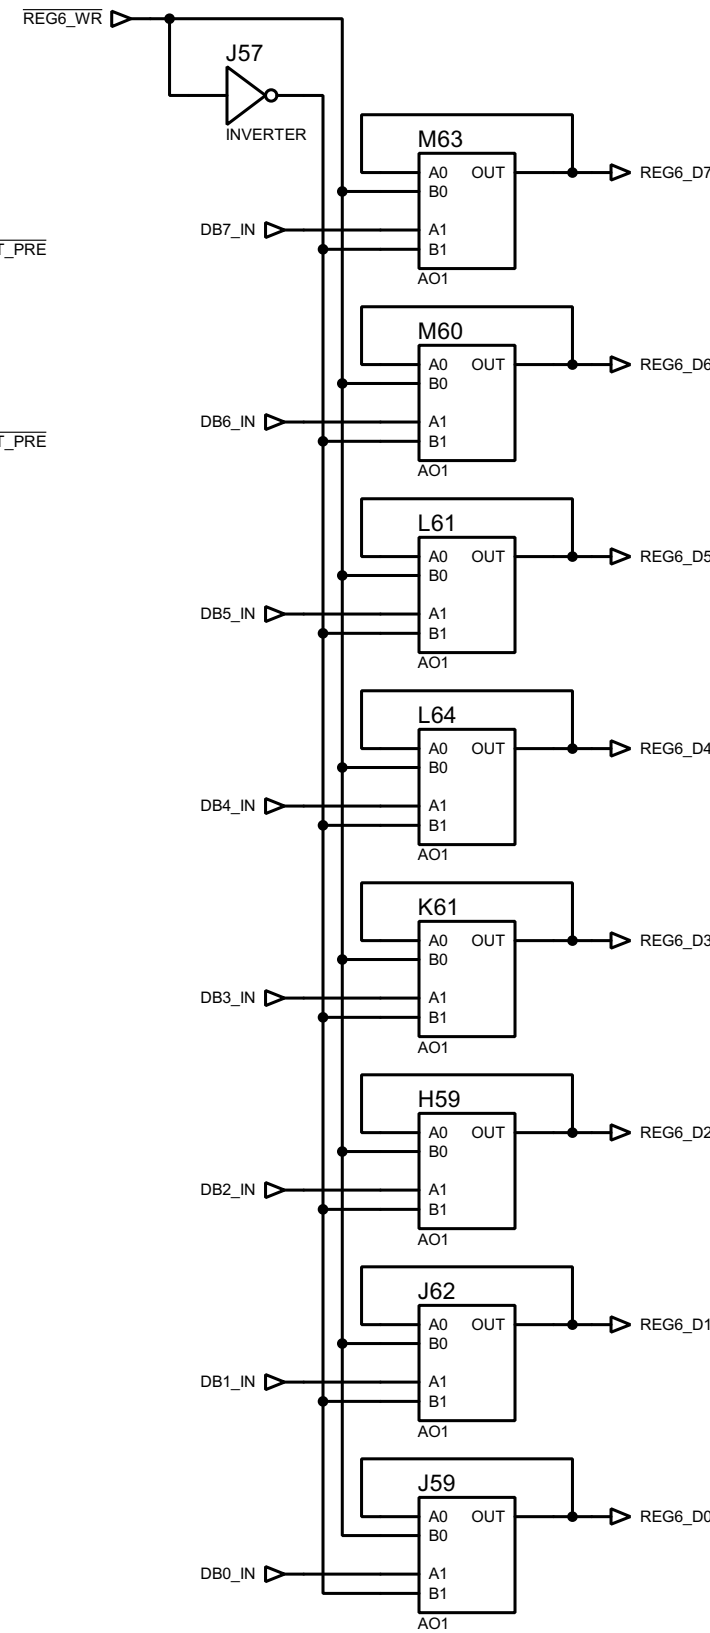 REG6_WR
J57
INVERTER
M63
A0 OUT REG6_D7
B0
DB7_IN A1
T_PRE B1
AO1
M60
A0 OUT REG6_D6
B0
DB6_IN A1
T_PRE B1
AO1
L61
A0 OUT REG6_D5
B0
DB5_IN A1
B1
AO1
L64
A0 OUT REG6_D4
B0
DB4_IN A1
B1
AO1
K61
A0 OUT REG6_D3
B0
DB3_IN A1
B1
AO1
H59
A0 OUT REG6_D2
B0
DB2_IN A1
B1
AO1
J62
A0 OUT REG6_D1
B0
DB1_IN A1
B1
AO1
J59
A0 OUT REG6_D0
B0
DB0_IN A1
B1
AO1